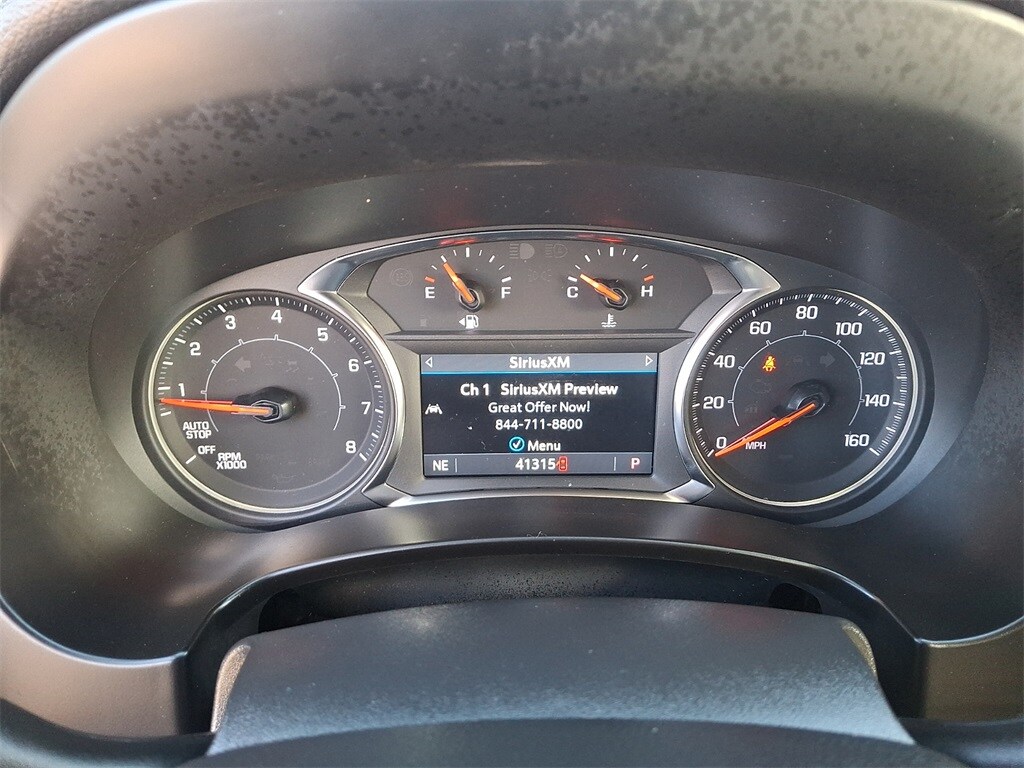 E F
C H
1 2 3 4 5 6 7 8
AUTO
STOP
OFF
RPM
X1000
SiriusXM
Ch 1 SiriusXM Preview
Great Offer Now!
844-711-8800
Menu
NE 41315 P
0 20 40 60 80 100 120 140 160
MPH